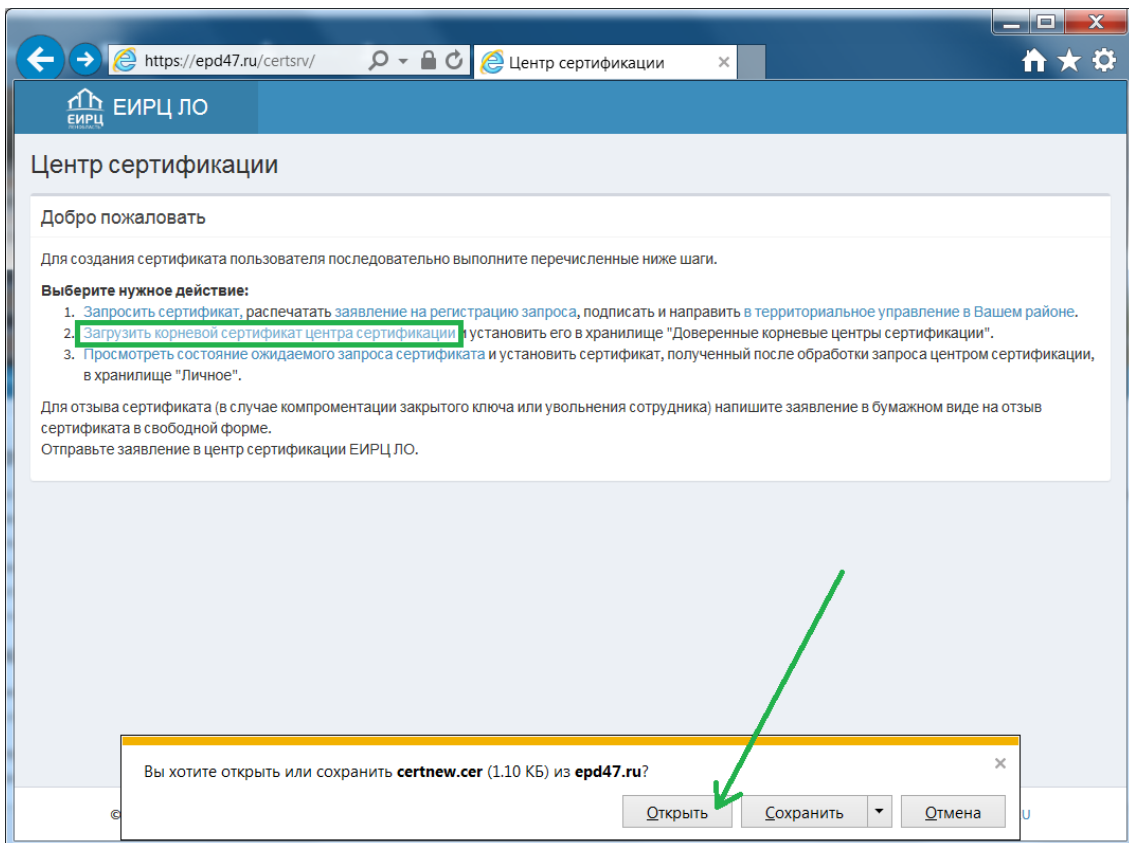 https://epd47.ru/certsrv/
Центр сертификации
ЕИРЦ
ЕИРЦ ЛО
Центр сертификации
Добро пожаловать
Для создания сертификата пользователя последовательно выполните перечисленные ниже шаги.
Выберите нужное действие:
1. Запросить сертификат, распечатать заявление на регистрацию запроса, подписать и направить в территориальное управление в Вашем районе.
2. Загрузить корневой сертификат центра сертификации и установить его в хранилище "Доверенные корневые центры сертификации".
3. Просмотреть состояние ожидаемого запроса сертификата и установить сертификат, полученный после обработки запроса центром сертификации,
в хранилище "Личное".
Для отзыва сертификата (в случае компроментации закрытого ключа или увольнения сотрудника) напишите заявление в бумажном виде на отзыв
сертификата в свободной форме.
Отправьте заявление в центр сертификации ЕИРЦ ЛО.
Вы хотите открыть или сохранить certnew.cer (1.10 КБ) из epd47.ru?
Открыть
Сохранить
Отмена
©
U